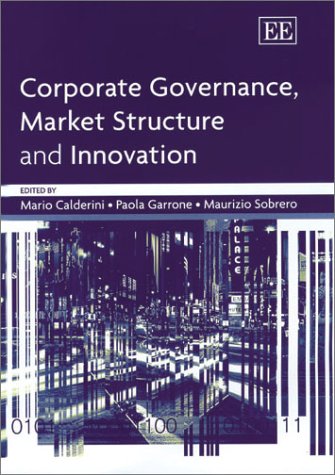 EE
Corporate Governance,
Market Structure
and Innovation
EDITED BY
Mario Calderini • Paola Garrone • Maurizio Sobrero
PALACE
010 100 11